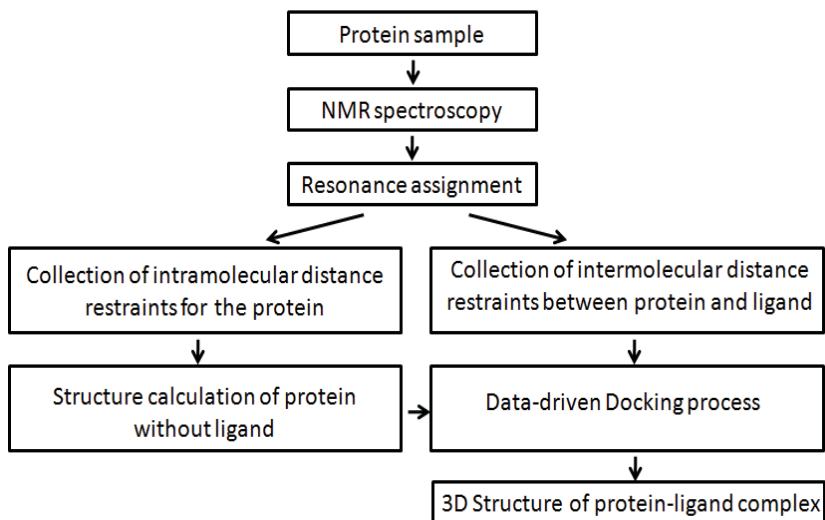 Protein sample
NMR spectroscopy
Resonance assignment
Collection of intramolecular distance
restraints for the protein
Collection of intermolecular distance
restraints between protein and ligand
Structure calculation of protein
without ligand
Data-driven Docking process
3D Structure of protein-ligand complex